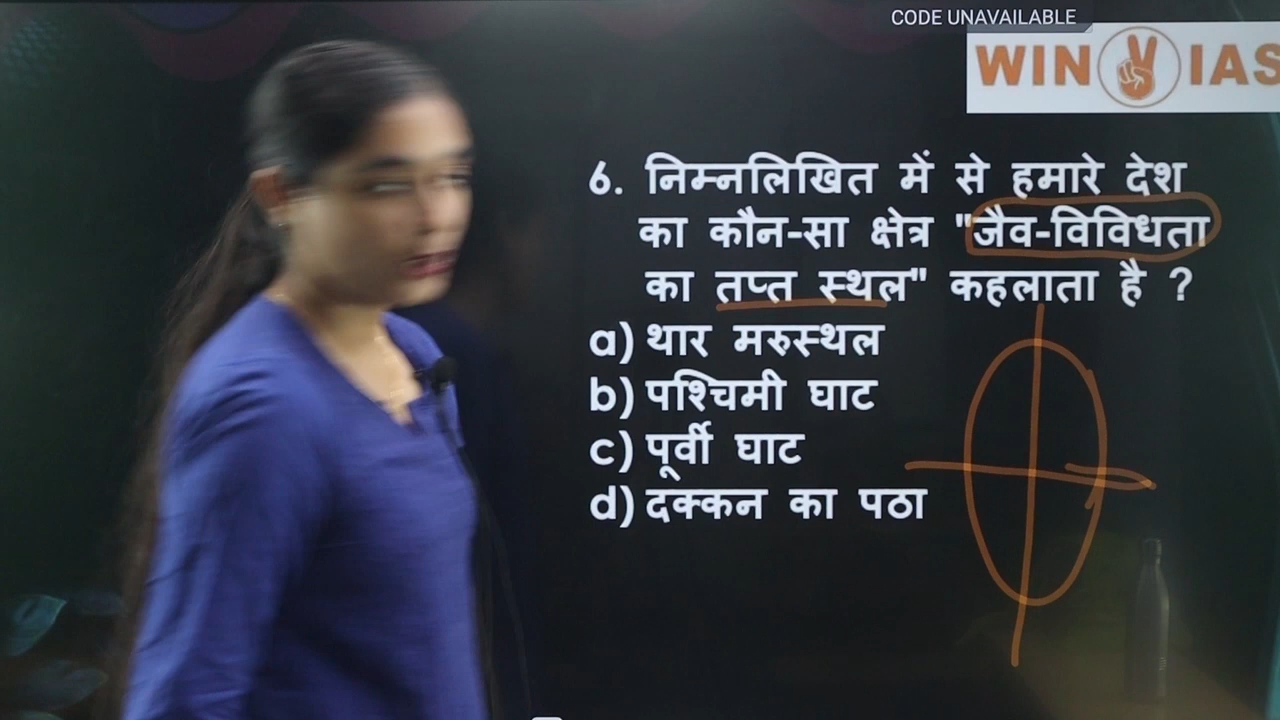 CODE UNAVAILABLE
WIN IAS
6. निम्नलिखित में से हमारे देश
का कौन-सा क्षेत्र "जैव-विविधता
का तप्त स्थल" कहलाता है ?
a) थार मरुस्थल
b) पश्चिमी घाट
c) पूर्वी घाट
d) दक्कन का पठा